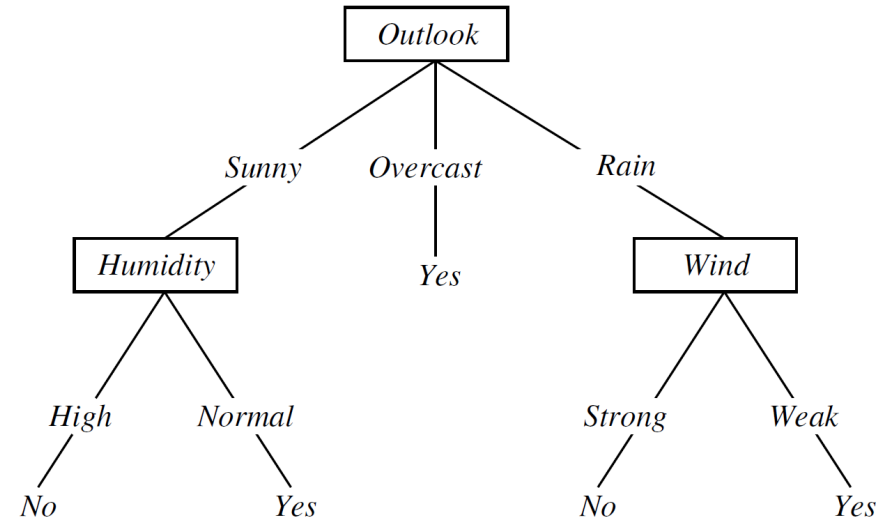 Outlook
Sunny Overcast Rain
Humidity Yes Wind
High Normal Strong Weak
No Yes No Yes